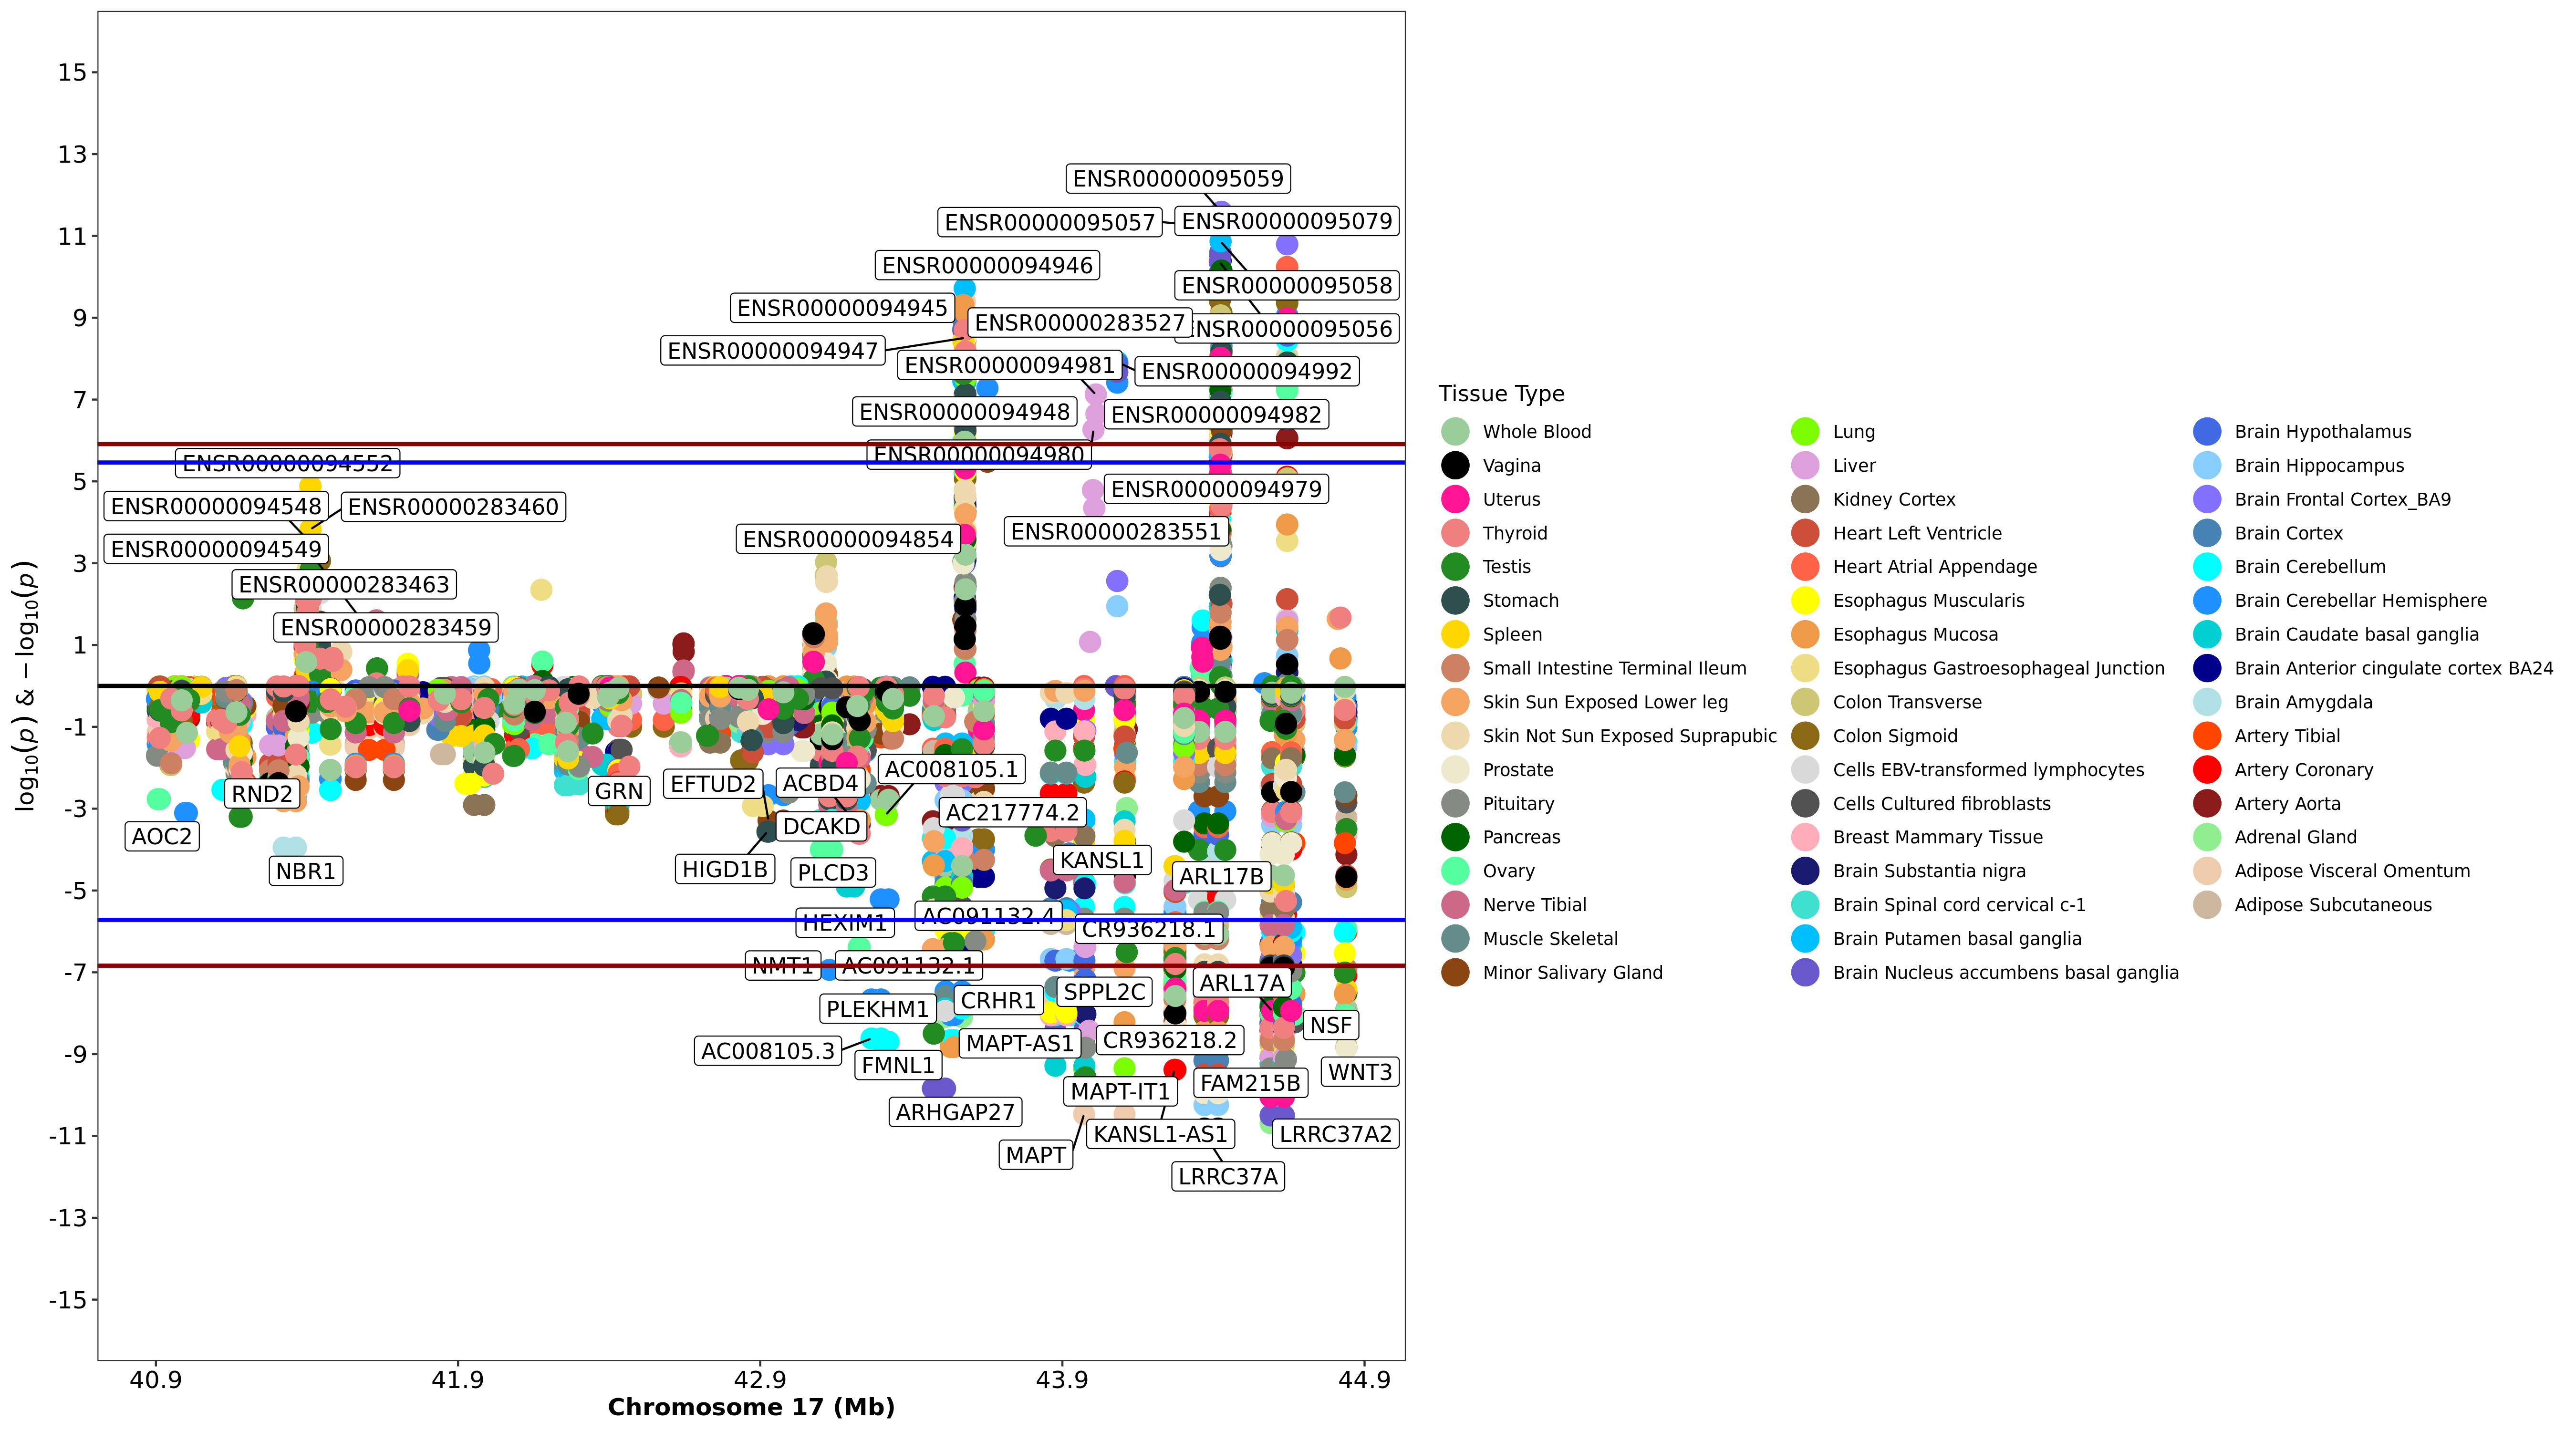 15
13
11
9
7
5
3
1
-1
-3
-5
-7
-9
-11
-13
-15
log10(p) & − log10(p)
ENSR00000095059
ENSR00000095057
ENSR00000095079
ENSR00000094946
ENSR00000095058
ENSR00000094945
ENSR00000283527
ENSR00000095056
ENSR00000094947
ENSR00000094981
ENSR00000094992
ENSR00000094948
ENSR00000094982
ENSR00000094980
ENSR00000094552
ENSR00000094979
ENSR00000094548
ENSR00000283460
ENSR00000283551
ENSR00000094854
ENSR00000094549
ENSR00000283463
ENSR00000283459
AC008105.1
EFTUD2
ACBD4
GRN
RND2
AC217774.2
DCAKD
AOC2
KANSL1
HIGD1B
PLCD3
NBR1
ARL17B
AC091132.4
HEXIM1
CR936218.1
NMT1
AC091132.1
ARL17A
SPPL2C
CRHR1
PLEKHM1
NSF
CR936218.2
MAPT-AS1
AC008105.3
FMNL1
WNT3
FAM215B
MAPT-IT1
ARHGAP27
KANSL1-AS1
LRRC37A2
MAPT
LRRC37A
40.9
41.9
42.9
43.9
44.9
Chromosome 17 (Mb)
Tissue Type
Whole Blood
Vagina
Uterus
Thyroid
Testis
Stomach
Spleen
Small Intestine Terminal Ileum
Skin Sun Exposed Lower leg
Skin Not Sun Exposed Suprapubic
Prostate
Pituitary
Pancreas
Ovary
Nerve Tibial
Muscle Skeletal
Minor Salivary Gland
Lung
Liver
Kidney Cortex
Heart Left Ventricle
Heart Atrial Appendage
Esophagus Muscularis
Esophagus Mucosa
Esophagus Gastroesophageal Junction
Colon Transverse
Colon Sigmoid
Cells EBV-transformed lymphocytes
Cells Cultured fibroblasts
Breast Mammary Tissue
Brain Substantia nigra
Brain Spinal cord cervical c-1
Brain Putamen basal ganglia
Brain Nucleus accumbens basal ganglia
Brain Hypothalamus
Brain Hippocampus
Brain Frontal Cortex_BA9
Brain Cortex
Brain Cerebellum
Brain Cerebellar Hemisphere
Brain Caudate basal ganglia
Brain Anterior cingulate cortex BA24
Brain Amygdala
Artery Tibial
Artery Coronary
Artery Aorta
Adrenal Gland
Adipose Visceral Omentum
Adipose Subcutaneous